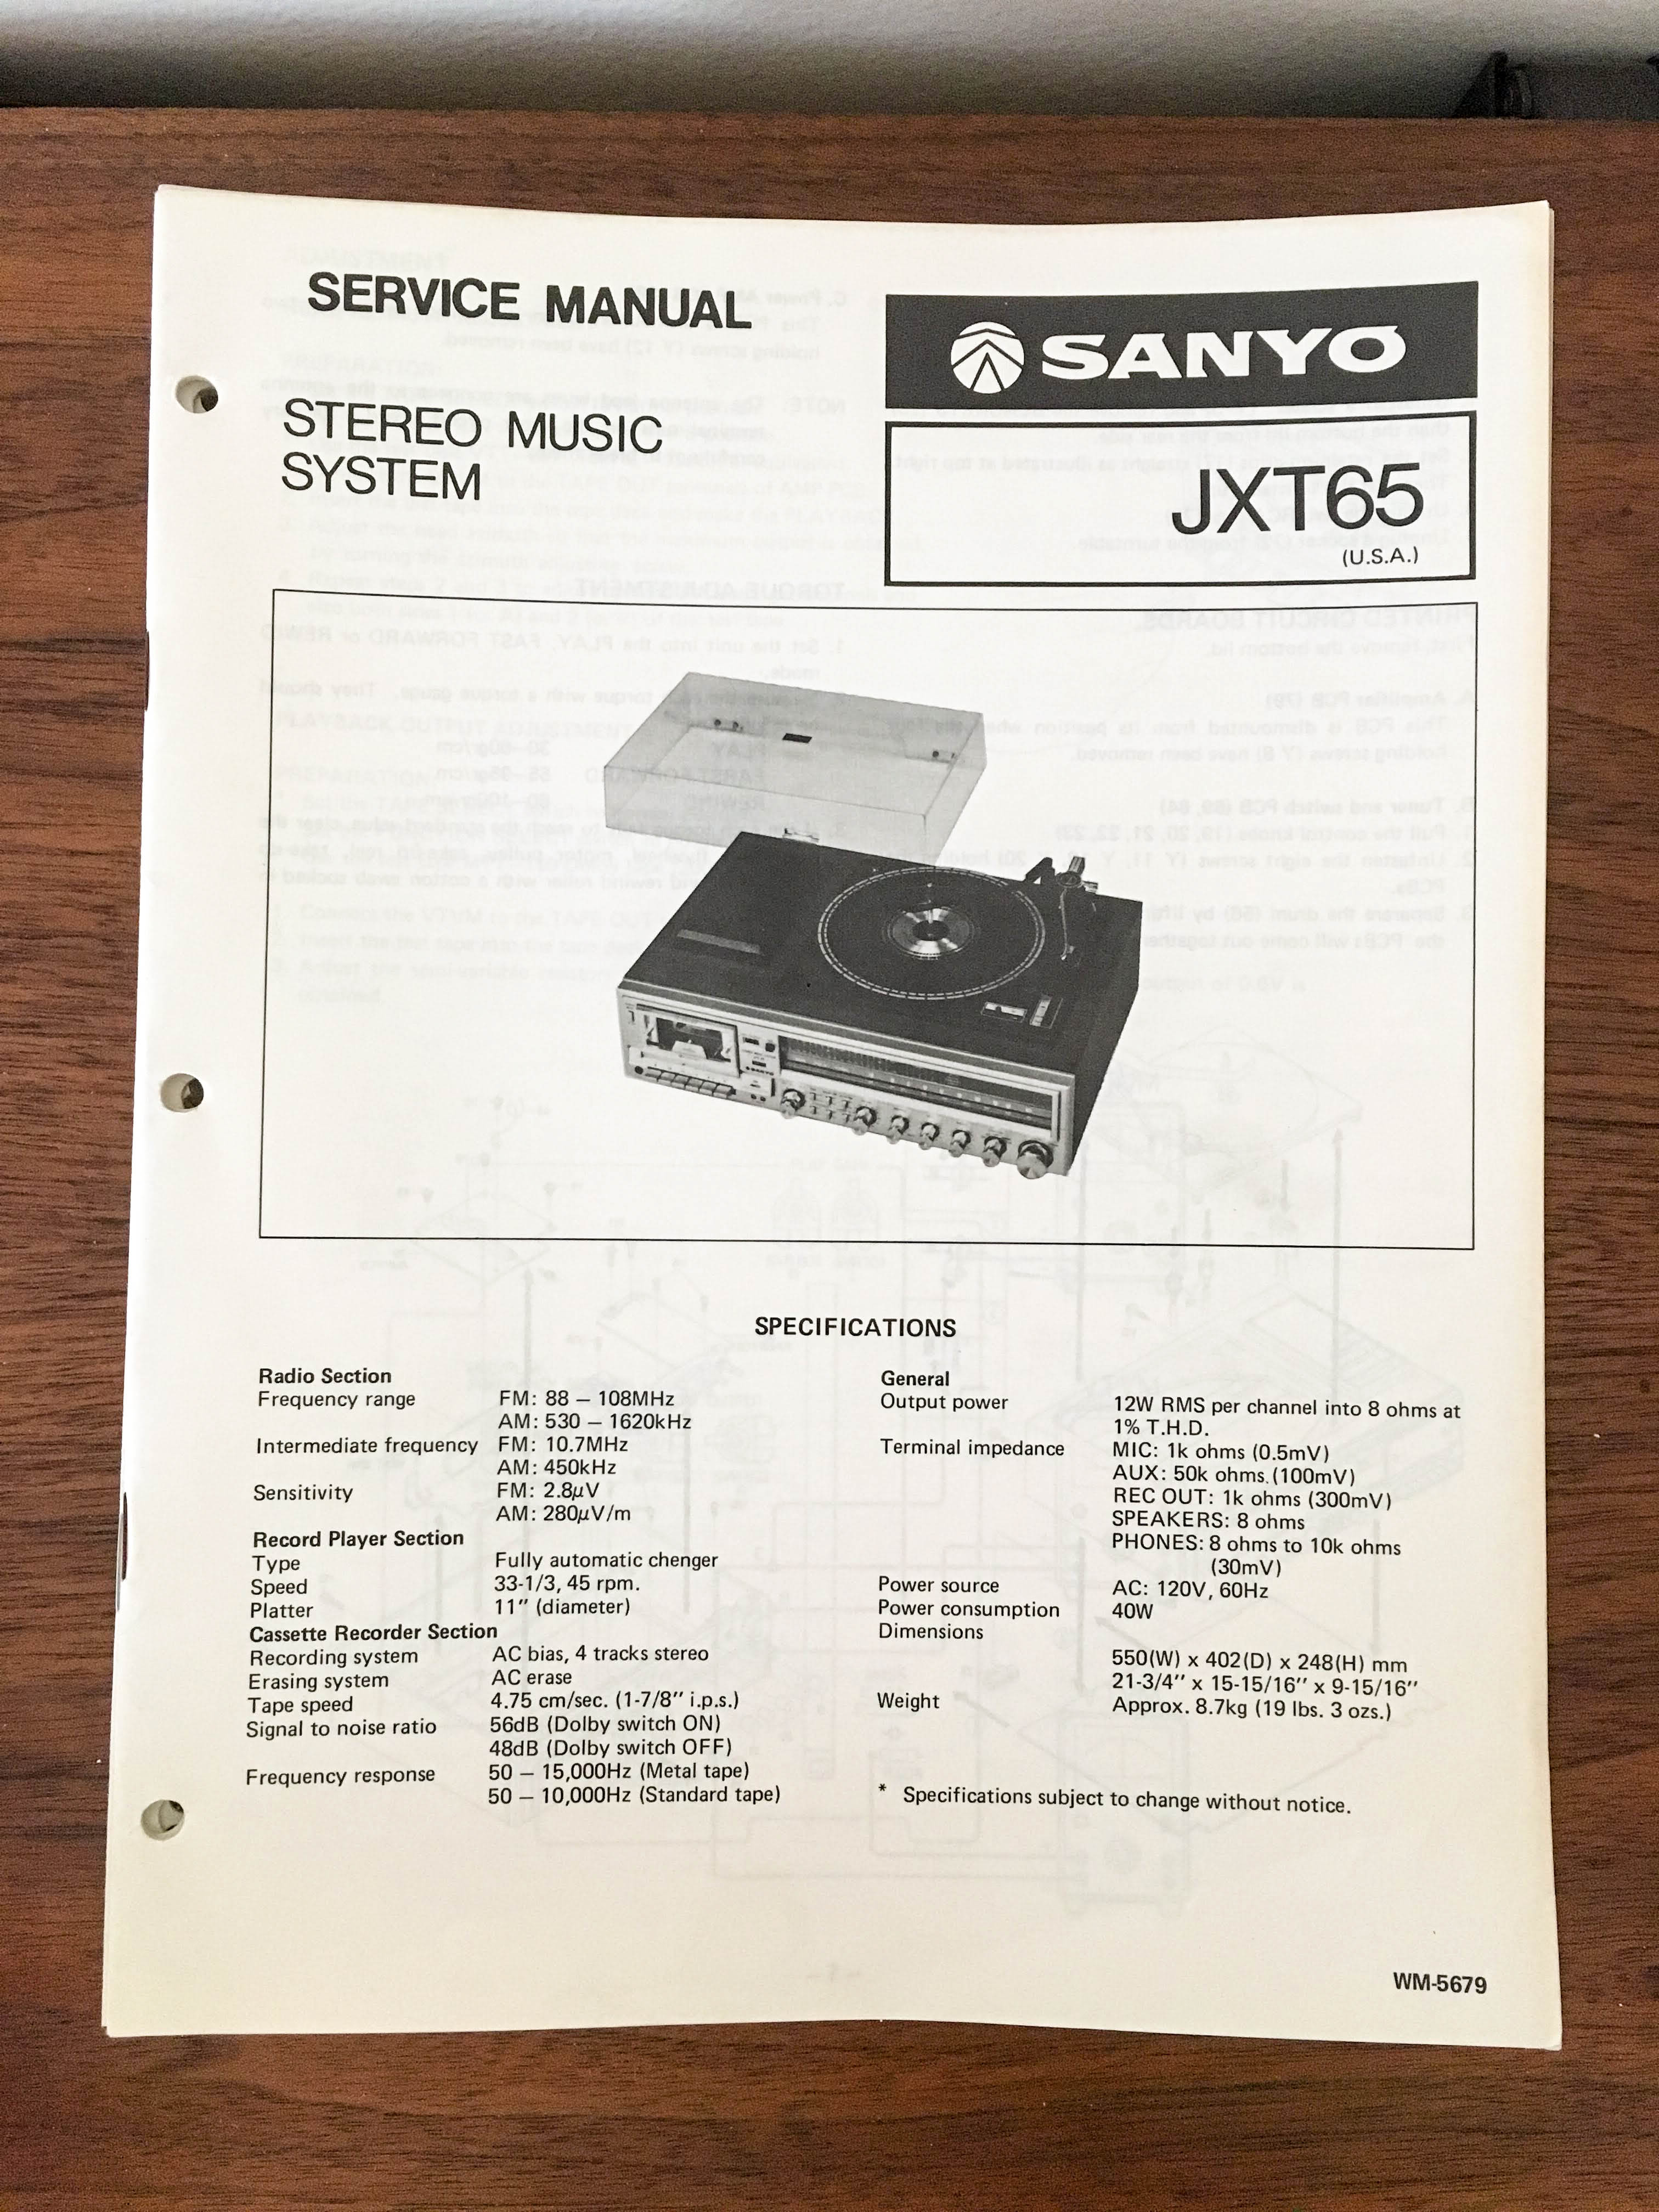 SERVICE MANUAL
STEREO MUSIC
SYSTEM
SANYO
JXT65
(U.S.A.)
SPECIFICATIONS
Radio Section
Frequency range FM: 88 – 108MHz
AM: 530 – 1620kHz
Intermediate frequency FM: 10.7MHz
AM: 450kHz
Sensitivity FM: 2.8µV
AM: 280µV/m
Record Player Section
Type Fully automatic chenger
Speed 33-1/3, 45 rpm.
Platter 11" (diameter)
Cassette Recorder Section
Recording system AC bias, 4 tracks stereo
Erasing system AC erase
Tape speed 4.75 cm/sec. (1-7/8" i.p.s.)
Signal to noise ratio 56dB (Dolby switch ON)
48dB (Dolby switch OFF)
Frequency response 50 – 15,000Hz (Metal tape)
50 – 10,000Hz (Standard tape)
General
Output power 12W RMS per channel into 8 ohms at
1% T.H.D.
Terminal impedance MIC: 1k ohms (0.5mV)
AUX: 50k ohms. (100mV)
REC OUT: 1k ohms (300mV)
SPEAKERS: 8 ohms
PHONES: 8 ohms to 10k ohms
(30mV)
Power source AC: 120V, 60Hz
Power consumption 40W
Dimensions
550(W) x 402(D) x 248(H) mm
21-3/4" x 15-15/16" x 9-15/16"
Weight Approx. 8.7kg (19 lbs. 3 ozs.)
* Specifications subject to change without notice.
WM-5679